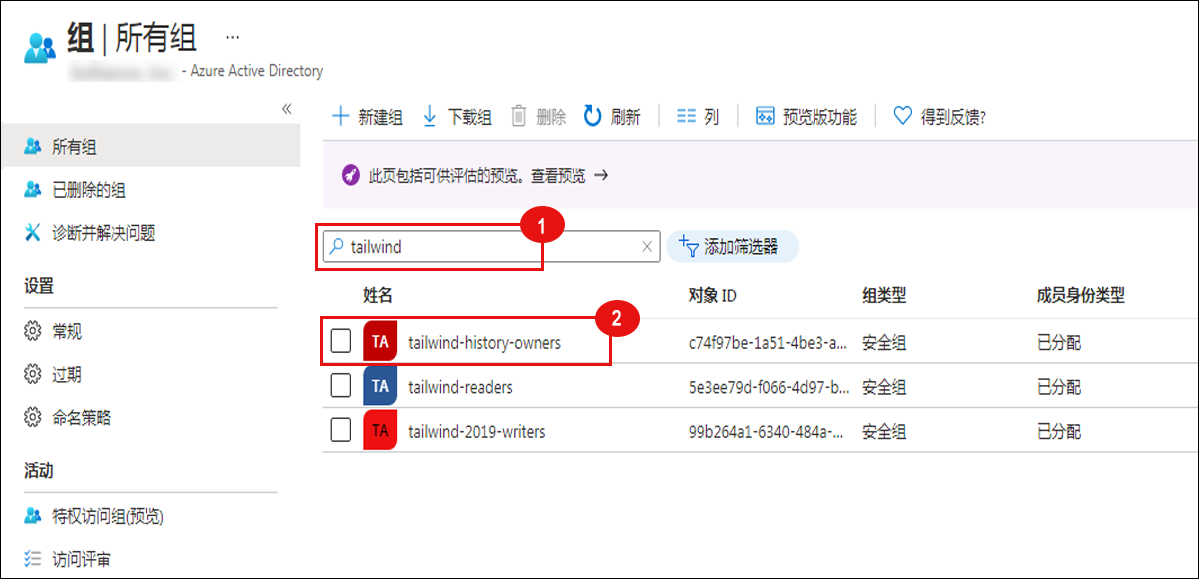 组 | 所有组 ...
- Azure Active Directory
«
所有组
已删除的组
诊断并解决问题
设置
常规
过期
命名策略
活动
特权访问组(预览)
访问评审
新建组 下载组 删除 刷新 列 预览版功能 得到反馈?
此页包括可供评估的预览。查看预览 →
tailwind
1
添加筛选器
姓名 对象 ID 组类型 成员身份类型
2
TA tailwind-history-owners c74f97be-1a51-4be3-a... 安全组 已分配
TA tailwind-readers 5e3ee79d-f066-4d97-b... 安全组 已分配
TA tailwind-2019-writers 99b264a1-6340-484a-... 安全组 已分配